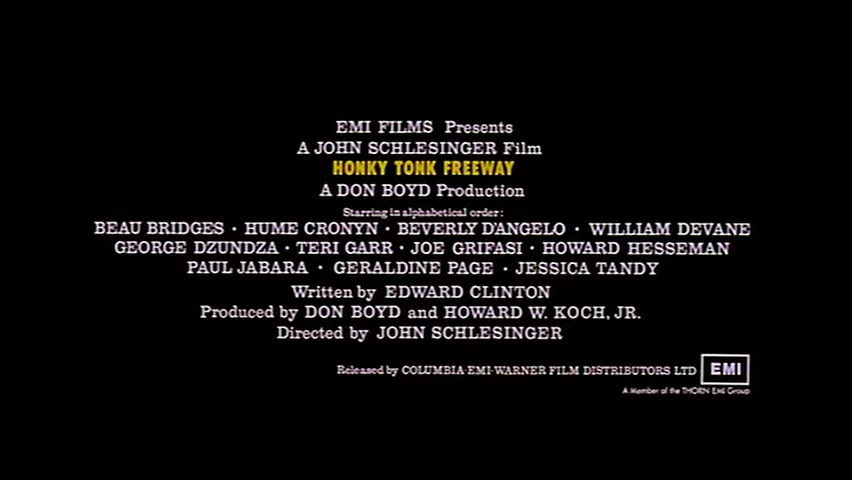 EMI FILMS Presents
A JOHN SCHLESINGER Film
HONKY TONK FREEWAY
A DON BOYD Production
Starring in alphabetical order:
BEAU BRIDGES · HUME CRONYN · BEVERLY D'ANGELO · WILLIAM DEVANE
GEORGE DZUNDZA · TERI GARR · JOE GRIFASI · HOWARD HESSEMAN
PAUL JABARA · GERALDINE PAGE · JESSICA TANDY
Written by EDWARD CLINTON
Produced by DON BOYD and HOWARD W. KOCH, JR.
Directed by JOHN SCHLESINGER
Released by COLUMBIA-EMI-WARNER FILM DISTRIBUTORS LTD EMI
A Member of the THORN EMI Group